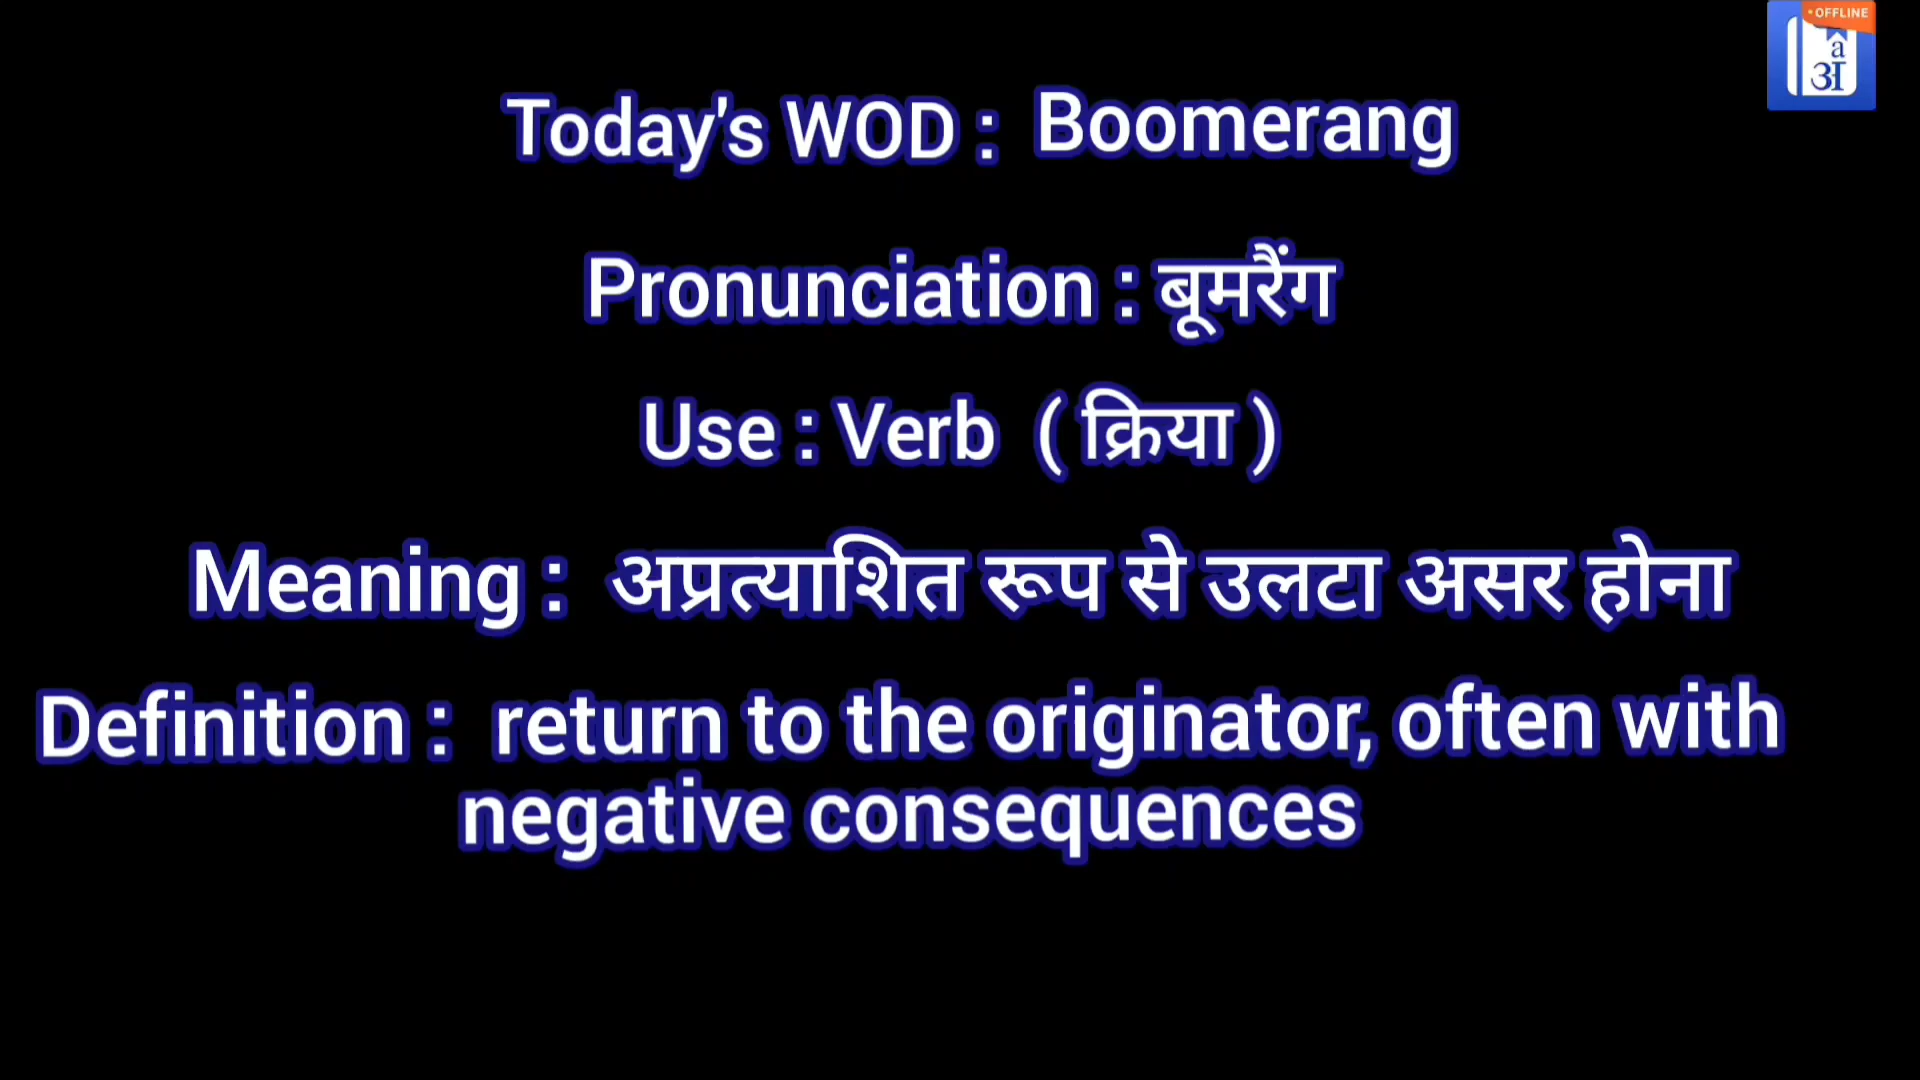 • OFFLINE
a
अ
Today's WOD : Boomerang
Pronunciation : बूमरैंग
Use : Verb ( क्रिया )
Meaning : अप्रत्याशित रूप से उलटा असर होना
Definition : return to the originator, often with
negative consequences